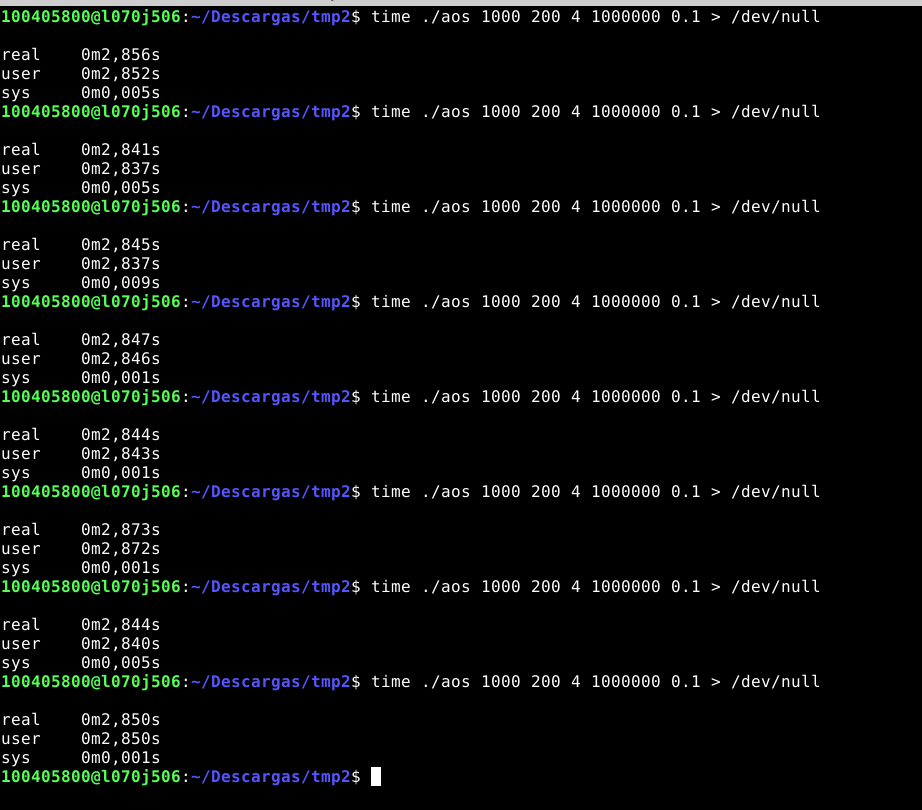 100405800@l070j506:~/Descargas/tmp2$ time ./aos 1000 200 4 1000000 0.1 > /dev/null
real    0m2,856s
user    0m2,852s
sys     0m0,005s
100405800@l070j506:~/Descargas/tmp2$ time ./aos 1000 200 4 1000000 0.1 > /dev/null
real    0m2,841s
user    0m2,837s
sys     0m0,005s
100405800@l070j506:~/Descargas/tmp2$ time ./aos 1000 200 4 1000000 0.1 > /dev/null
real    0m2,845s
user    0m2,837s
sys     0m0,009s
100405800@l070j506:~/Descargas/tmp2$ time ./aos 1000 200 4 1000000 0.1 > /dev/null
real    0m2,847s
user    0m2,846s
sys     0m0,001s
100405800@l070j506:~/Descargas/tmp2$ time ./aos 1000 200 4 1000000 0.1 > /dev/null
real    0m2,844s
user    0m2,843s
sys     0m0,001s
100405800@l070j506:~/Descargas/tmp2$ time ./aos 1000 200 4 1000000 0.1 > /dev/null
real    0m2,873s
user    0m2,872s
sys     0m0,001s
100405800@l070j506:~/Descargas/tmp2$ time ./aos 1000 200 4 1000000 0.1 > /dev/null
real    0m2,844s
user    0m2,840s
sys     0m0,005s
100405800@l070j506:~/Descargas/tmp2$ time ./aos 1000 200 4 1000000 0.1 > /dev/null
real    0m2,850s
user    0m2,850s
sys     0m0,001s
100405800@l070j506:~/Descargas/tmp2$